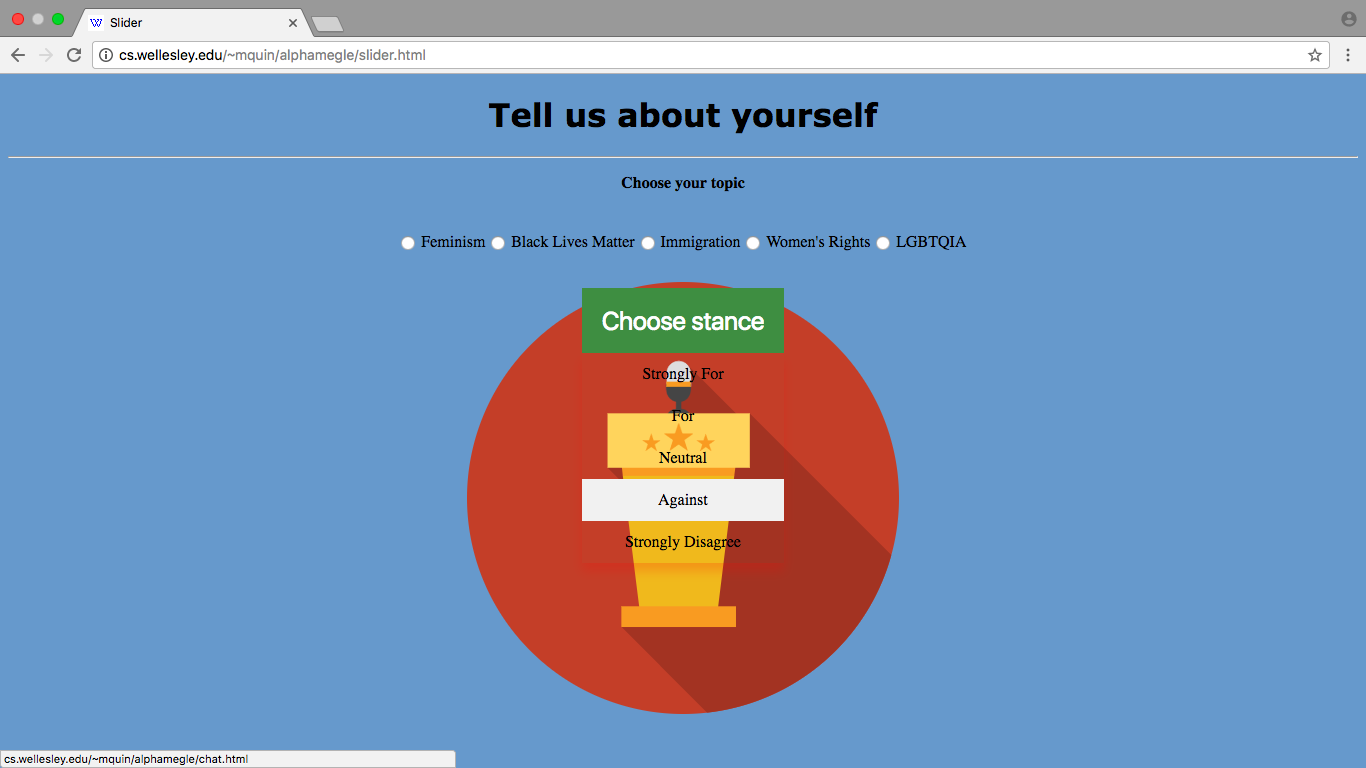 Slider
cs.wellesley.edu/~mquin/alphamegle/slider.html
Tell us about yourself
Choose your topic
Feminism Black Lives Matter Immigration Women's Rights LGBTQIA
Choose stance
Strongly For
For
Neutral
Against
Strongly Disagree
cs.wellesley.edu/~mquin/alphamegle/chat.html